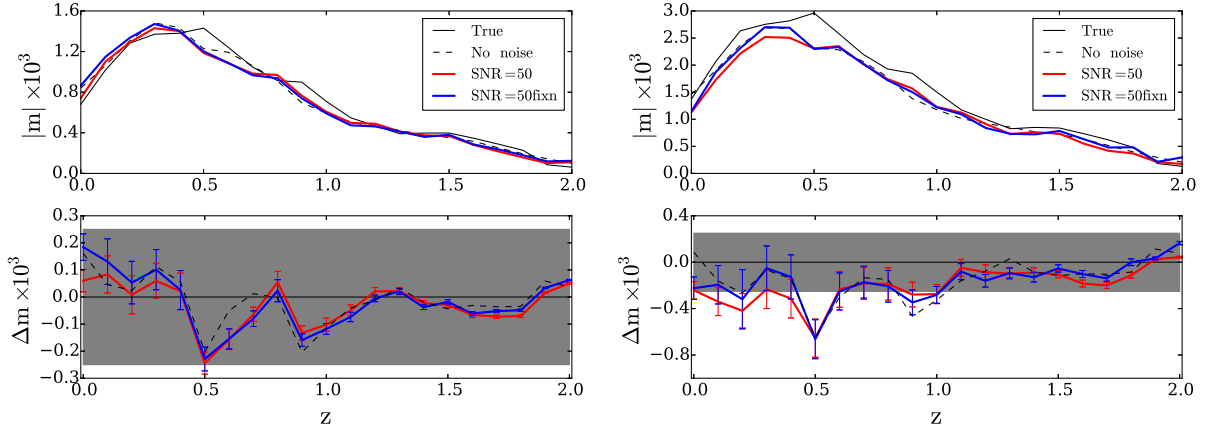 1.6
1.2
0.8
0.4
0.0
|m| ×10³
True
No noise
SNR=50
SNR=50fixn
0.0 0.5 1.0 1.5 2.0
3.0
2.5
2.0
1.5
1.0
0.5
0.0
|m| ×10³
True
No noise
SNR=50
SNR=50fixn
0.0 0.5 1.0 1.5 2.0
0.3
0.2
0.1
0.0
−0.1
−0.2
−0.3
Δm ×10³
0.0 0.5 1.0 1.5 2.0
z
0.4
0.0
−0.4
−0.8
Δm ×10³
0.0 0.5 1.0 1.5 2.0
z